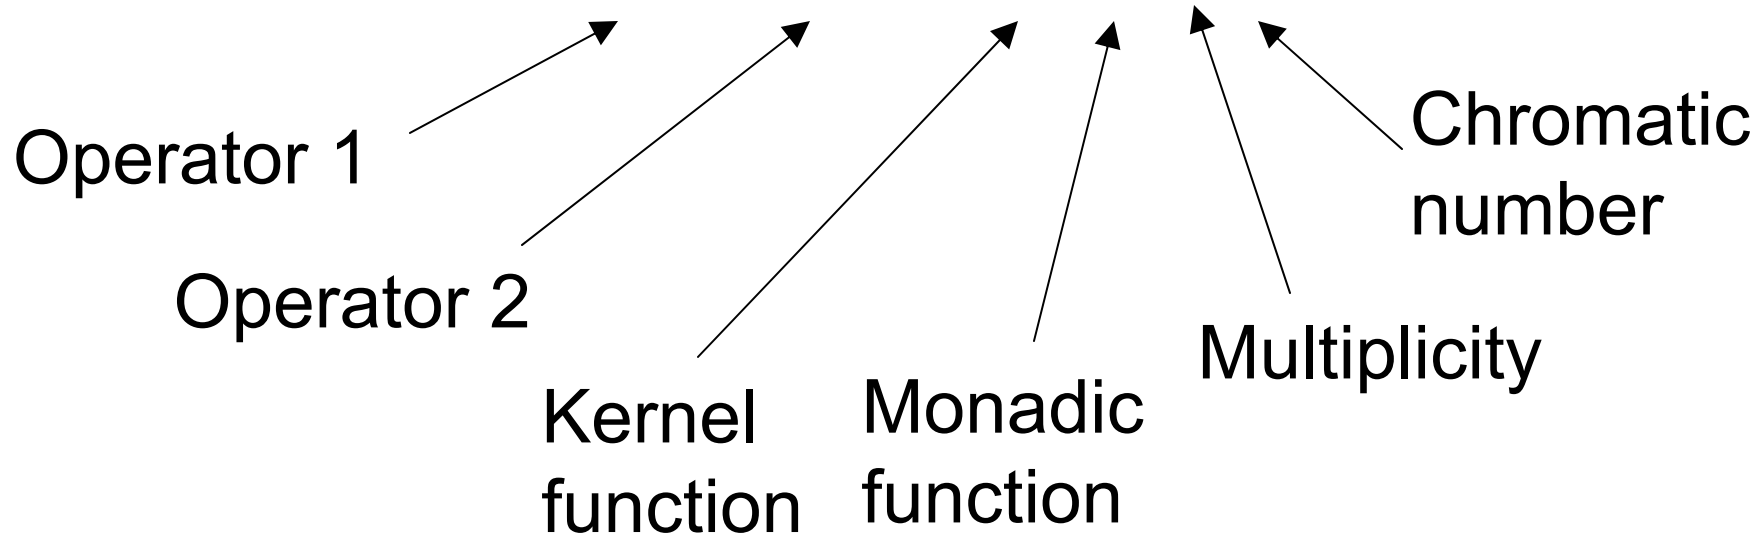 Operator 1
Operator 2
Kernel
function
Monadic
function
Multiplicity
Chromatic
number